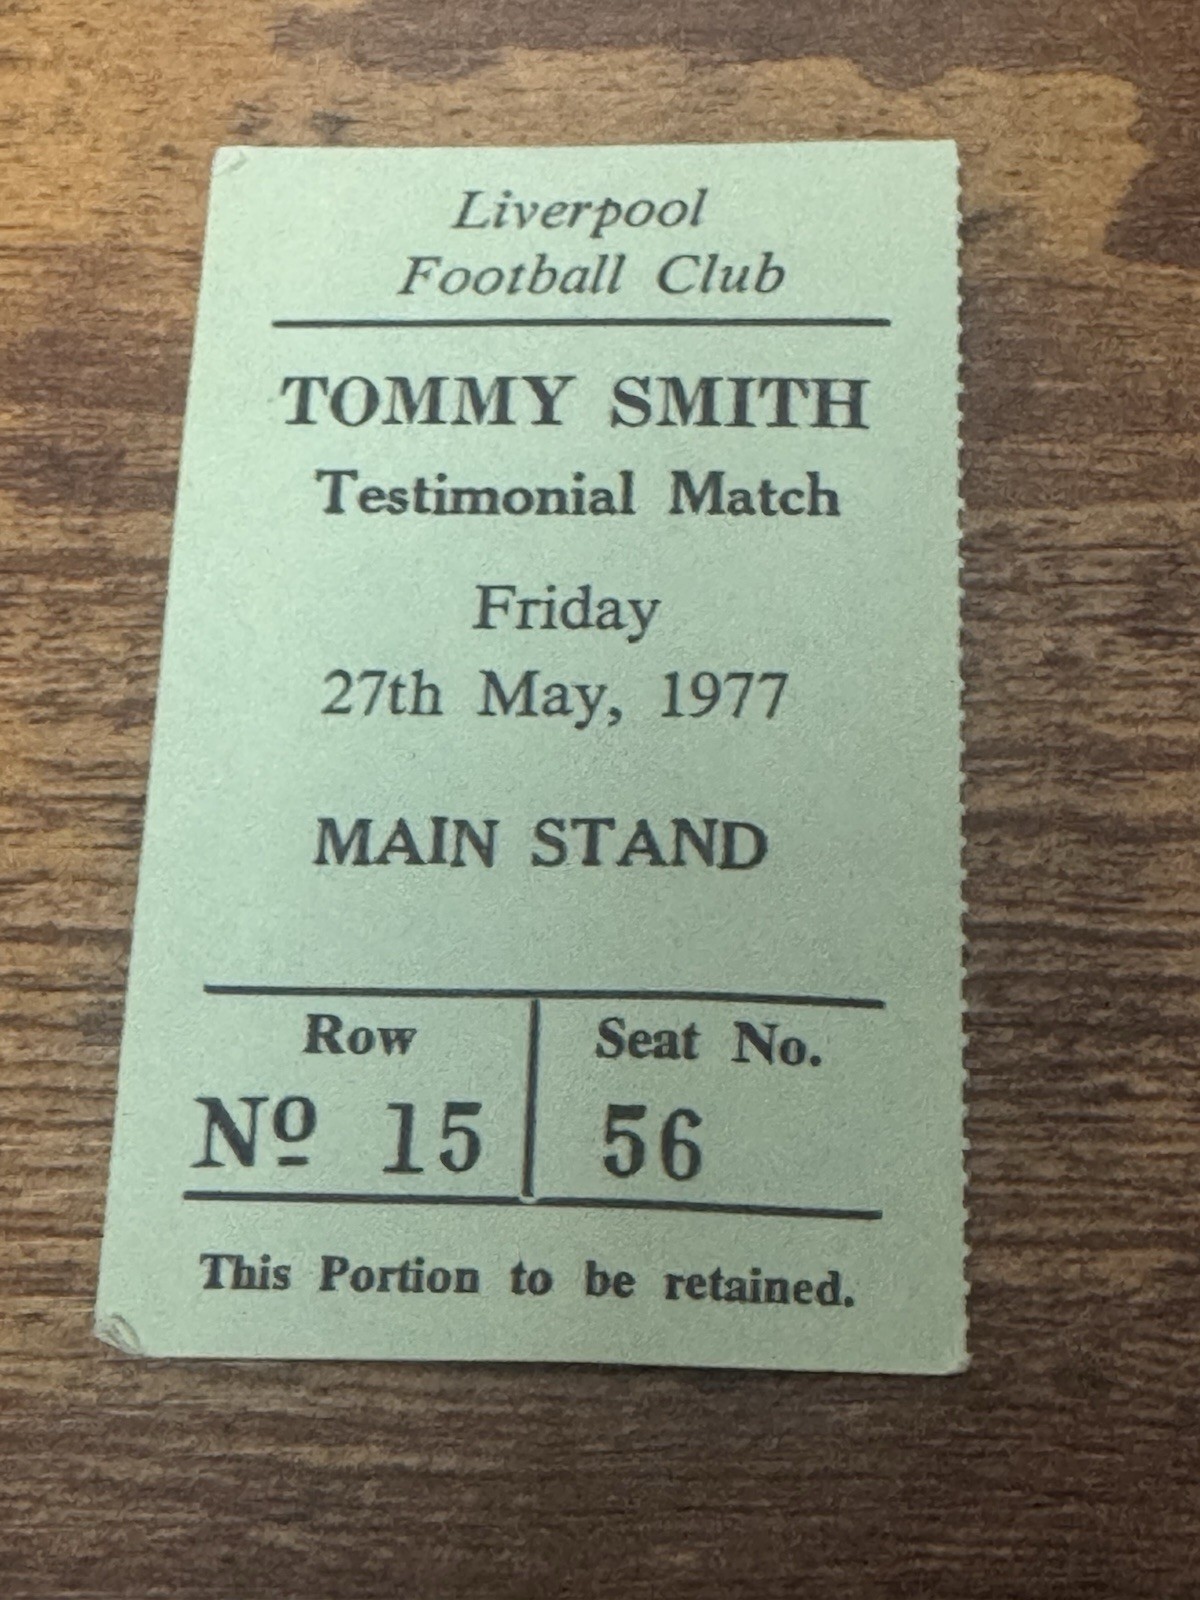 Liverpool
Football Club
TOMMY SMITH
Testimonial Match
Friday
27th May, 1977
MAIN STAND
Row
Seat No.
Nº 15
56
This Portion to be retained.